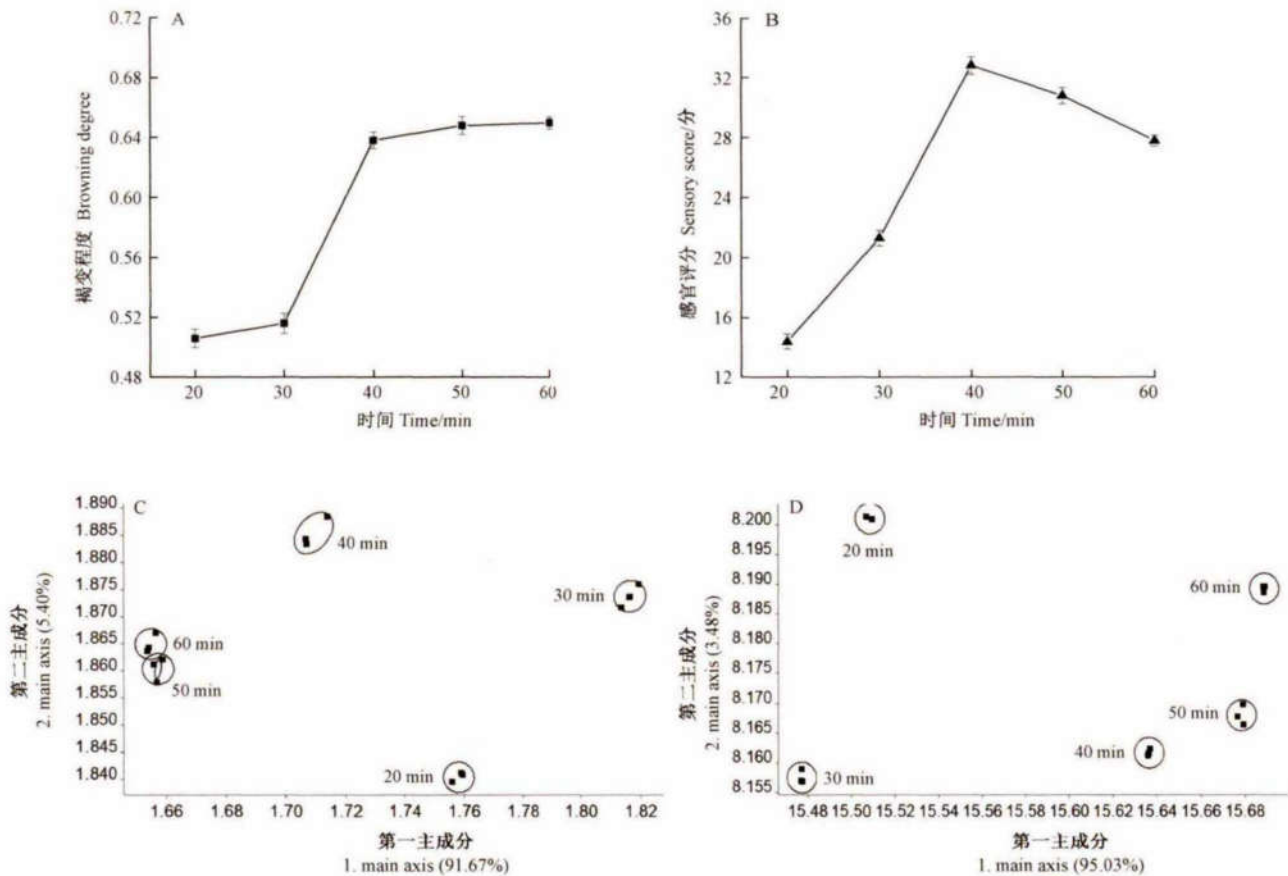 A
0.72
0.68
0.64
0.60
0.56
0.52
0.48
褐变程度 Browning degree
20 30 40 50 60
时间 Time/min
B
36
32
28
24
20
16
12
感官评分 Sensory score/分
20 30 40 50 60
时间 Time/min
C
1.890
1.885
1.880
1.875
1.870
1.865
1.860
1.855
1.850
1.845
1.840
第二主成分
2. main axis (5.40%)
40 min
30 min
60 min
50 min
20 min
1.66 1.68 1.70 1.72 1.74 1.76 1.78 1.80 1.82
第一主成分
1. main axis (91.67%)
D
8.200
8.195
8.190
8.185
8.180
8.175
8.170
8.165
8.160
8.155
第二主成分
2. main axis (3.48%)
20 min
60 min
50 min
40 min
30 min
15.48 15.50 15.52 15.54 15.56 15.58 15.60 15.62 15.64 15.66 15.68
第一主成分
1. main axis (95.03%)